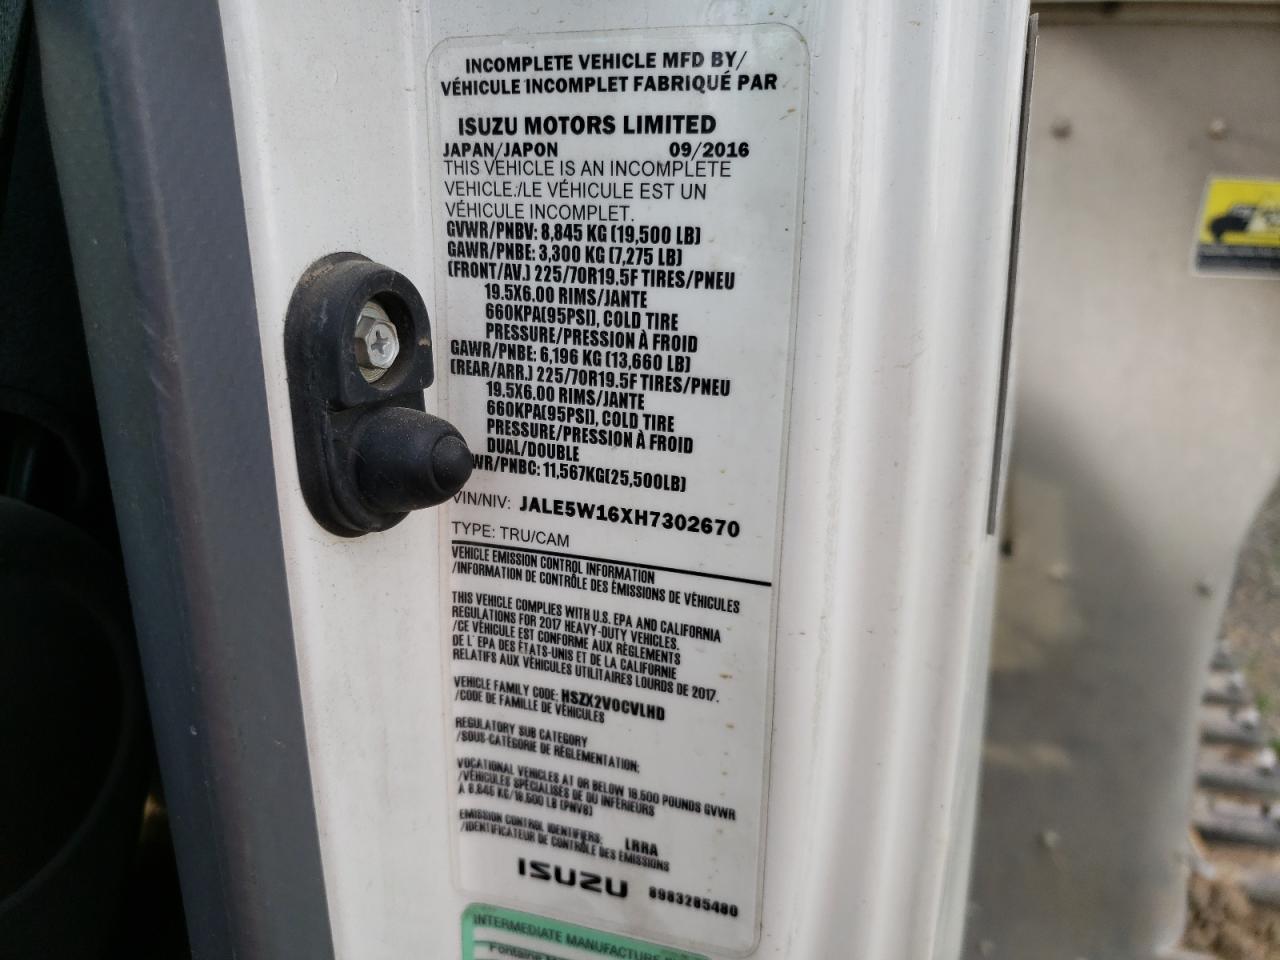 INCOMPLETE VEHICLE MFD BY/
VÉHICULE INCOMPLET FABRIQUÉ PAR
ISUZU MOTORS LIMITED
JAPAN/JAPON 09/2016
THIS VEHICLE IS AN INCOMPLETE
VEHICLE:/LE VÉHICULE EST UN
VÉHICULE INCOMPLET.
GVWR/PNBV: 8,845 KG (19,500 LB)
GAWR/PNBE: 3,300 KG (7,275 LB)
(FRONT/AV.) 225/70R19.5F TIRES/PNEU
19.5X6.00 RIMS/JANTE
660KPA(95PSI), COLD TIRE
PRESSURE/PRESSION À FROID
GAWR/PNBE: 6,196 KG (13,660 LB)
(REAR/ARR.) 225/70R19.5F TIRES/PNEU
19.5X6.00 RIMS/JANTE
660KPA(95PSI), COLD TIRE
PRESSURE/PRESSION À FROID
DUAL/DOUBLE
WR/PNBC: 11,567KG(25,500LB)
VIN/NIV: JALE5W16XH7302670
TYPE: TRU/CAM
VEHICLE EMISSION CONTROL INFORMATION
/INFORMATION DE CONTRÔLE DES ÉMISSIONS DE VÉHICULES
THIS VEHICLE COMPLIES WITH U.S. EPA AND CALIFORNIA
REGULATIONS FOR 2017 HEAVY-DUTY VEHICLES.
/CE VÉHICULE EST CONFORME AUX RÈGLEMENTS
DE L'EPA DES ÉTATS-UNIS ET DE LA CALIFORNIE
RELATIFS AUX VÉHICULES UTILITAIRES LOURDS DE 2017.
VEHICLE FAMILY CODE: HSZX2VOCVLHD
/CODE DE FAMILLE DE VÉHICULES
REGULATORY SUB CATEGORY
/SOUS-CATÉGORIE DE RÉGLEMENTATION:
VOCATIONAL VEHICLES AT OR BELOW 19,500 POUNDS GVWR
/VÉHICULES SPÉCIALISÉS DE OU INFÉRIEURS
À 8,845 KG/19,500 LB (PNVB)
EMISSION CONTROL IDENTIFIERS: LRRA
/IDENTIFICATEUR DE CONTRÔLE DES ÉMISSIONS
ISUZU 8983285480
INTERMEDIATE MANUFACTURE
Fontaine